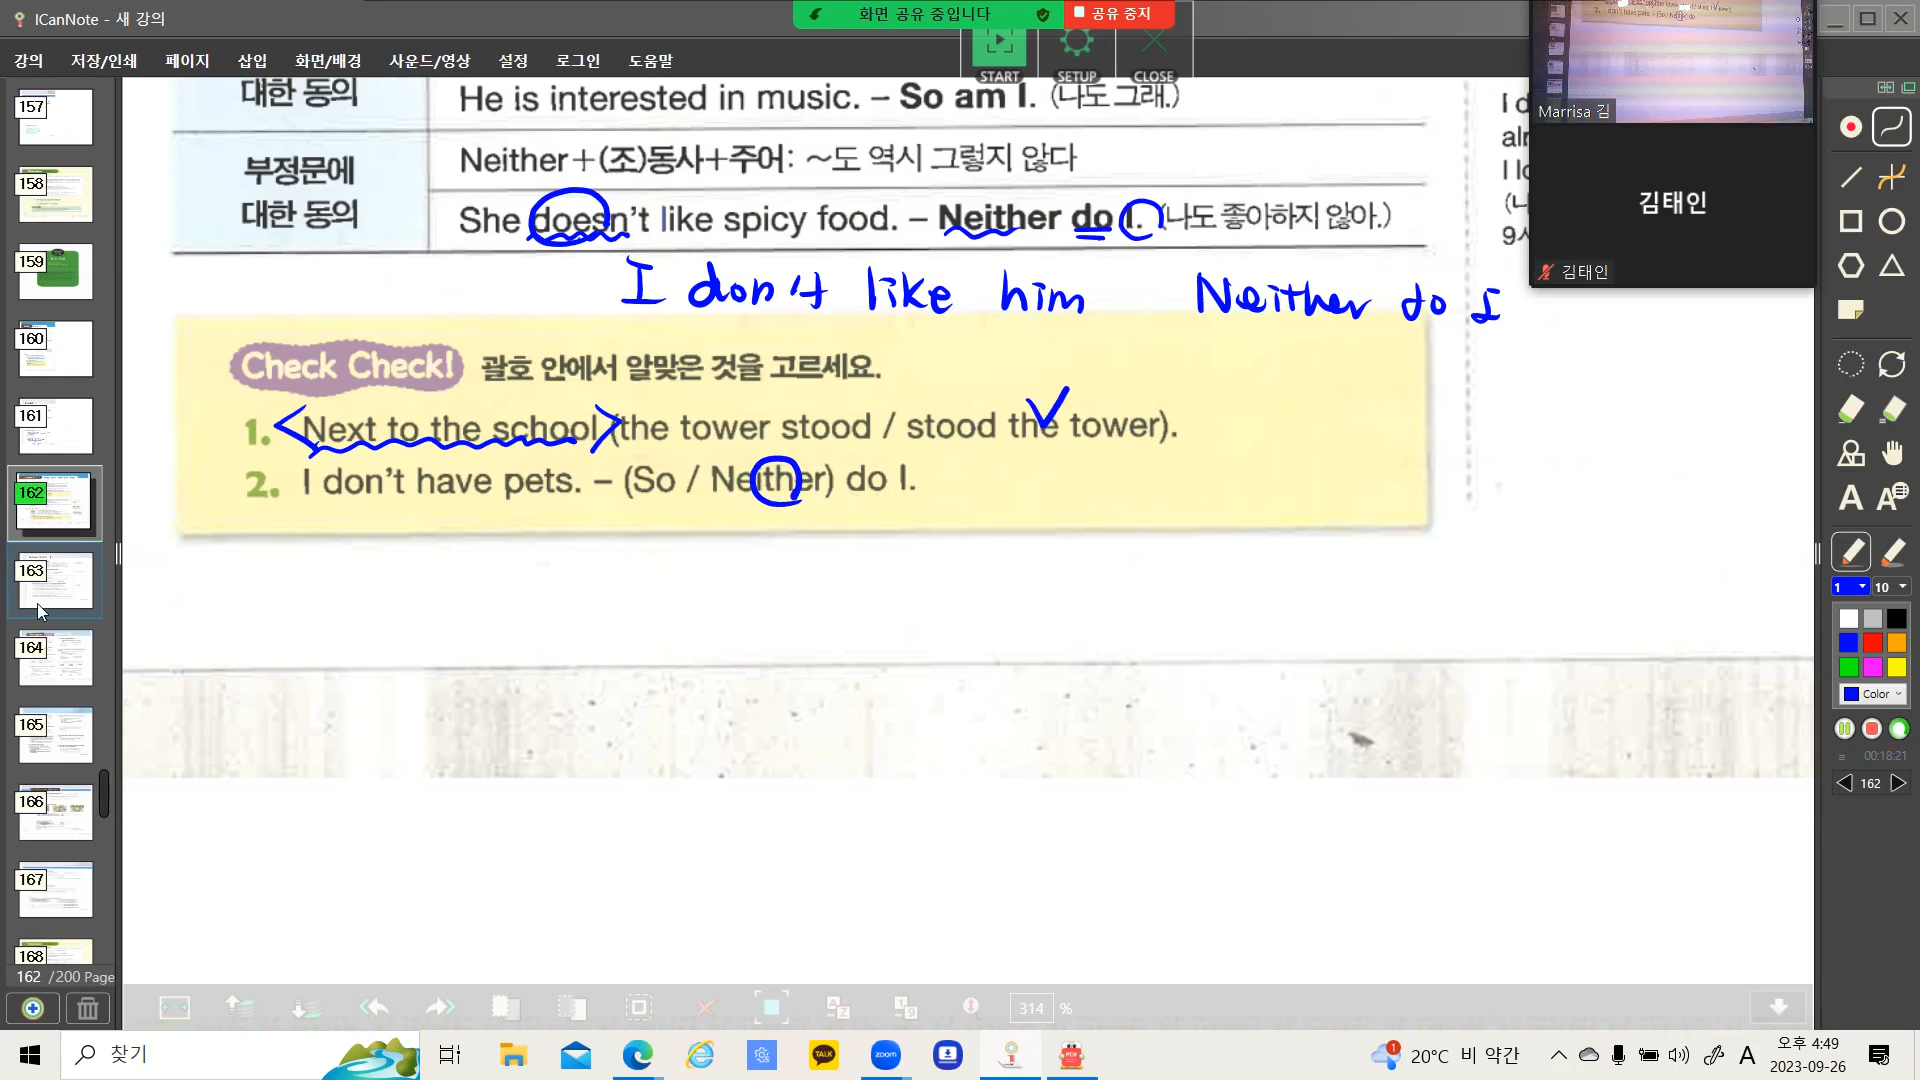 ICanNote - 새 강의
화면 공유 중입니다
공유 중지
강의 저장/인쇄 페이지 삽입 화면/배경 사운드/영상 설정 로그인 도움말
START SETUP CLOSE
대한 동의
He is interested in music. – So am I. (나도 그래.)
부정문에
대한 동의
Neither+(조)동사+주어: ~도 역시 그렇지 않다
She doesn't like spicy food. – Neither do I. (나도 좋아하지 않아.)
I don't like him Neither do I
Check Check! 괄호 안에서 알맞은 것을 고르세요.
1. Next to the school (the tower stood / stood the tower).
2. I don't have pets. – (So / Neither) do I.
Marrisa 김
김태인
김태인
157
158
159
160
161
162
163
164
165
166
167
168
162 /200 Page
1 10
Color
00:18:21
162
314 %
찾기
20°C 비 약간
A
오후 4:49
2023-09-26